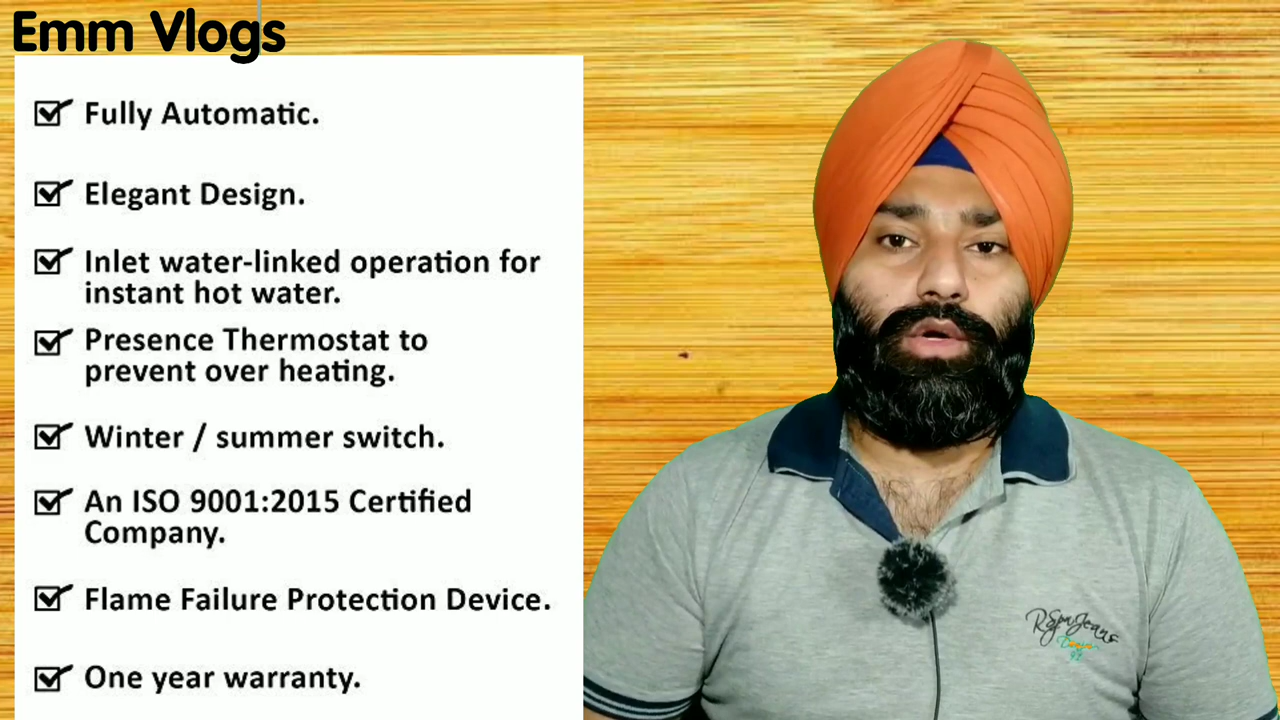 Emm Vlogs
Fully Automatic.
Elegant Design.
Inlet water-linked operation for
instant hot water.
Presence Thermostat to
prevent over heating.
Winter / summer switch.
An ISO 9001:2015 Certified
Company.
Flame Failure Protection Device.
One year warranty.